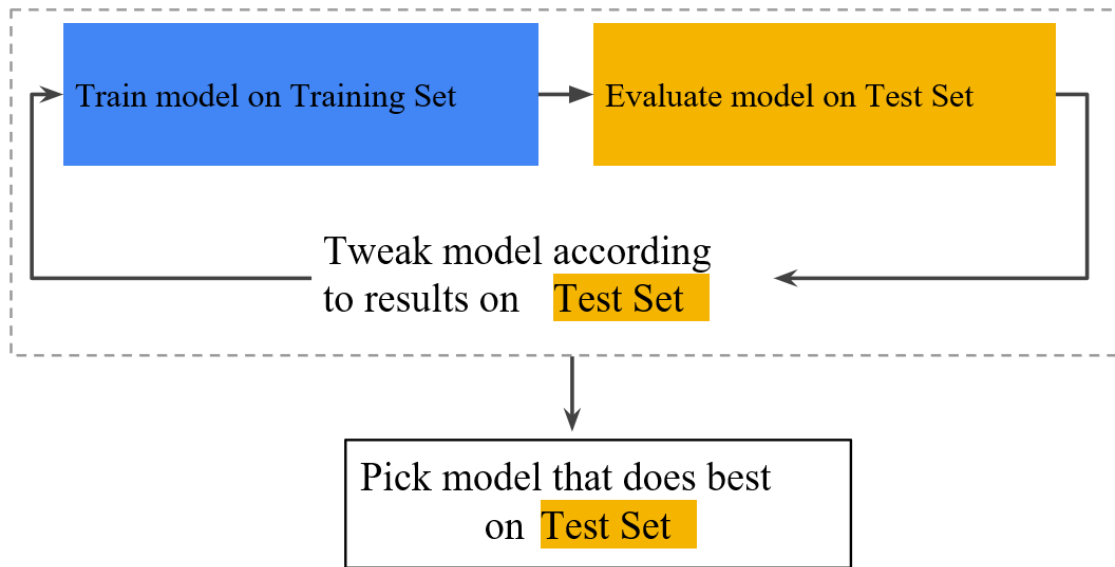 Train model on Training Set
Evaluate model on Test Set
Tweak model according
to results on Test Set
Pick model that does best
on Test Set